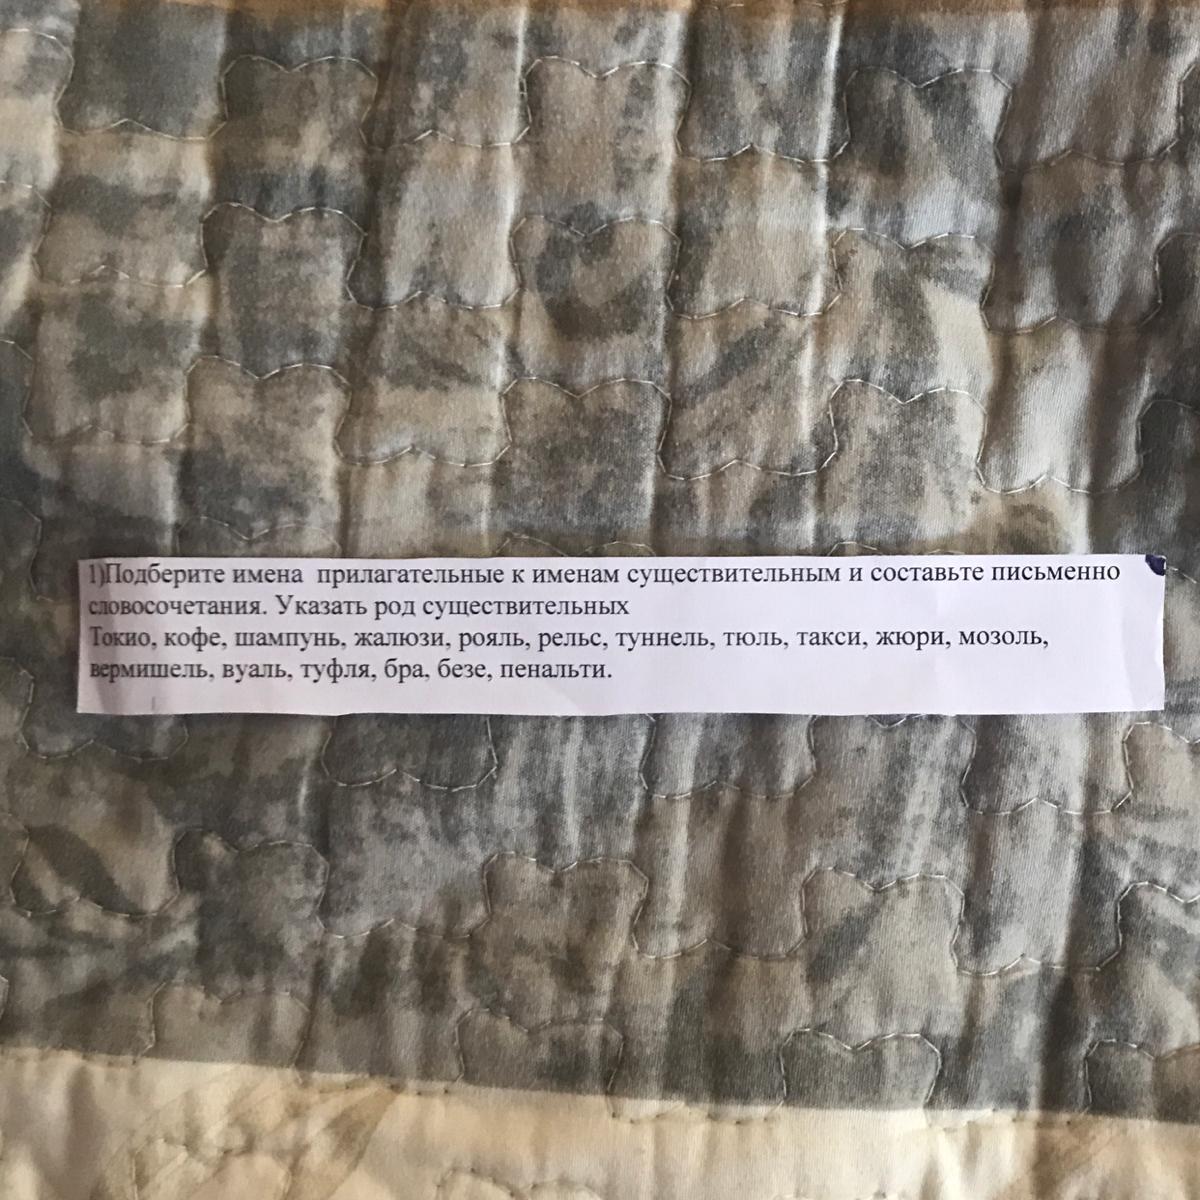 1)Подберите имена прилагательные к именам существительным и составьте письменно
словосочетания. Указать род существительных
Токио, кофе, шампунь, жалюзи, рояль, рельс, туннель, тюль, такси, жюри, мозоль,
вермишель, вуаль, туфля, бра, безе, пенальти.